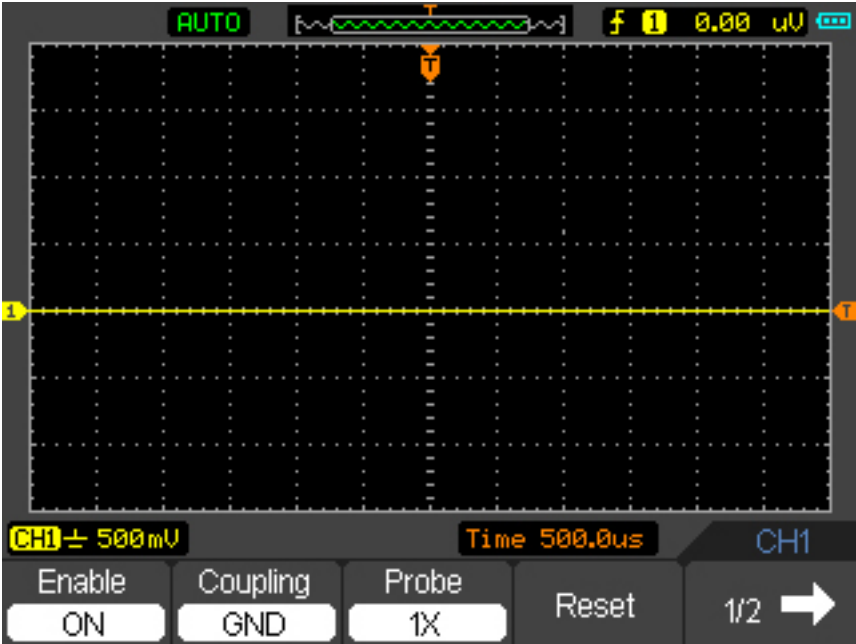 T
AUTO 1 0.00 uV
T
1 T
CH1 500mV Time 500.0us CH1
Enable Coupling Probe Reset 1/2
ON GND 1X